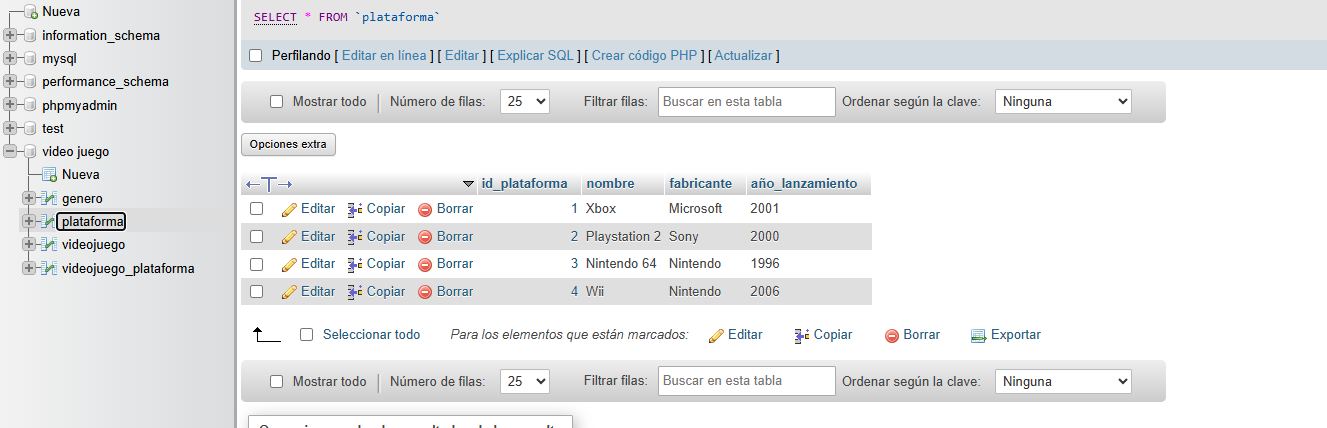 Nueva
information_schema
mysql
performance_schema
phpmyadmin
test
video juego
Nueva
genero
plataforma
videojuego
videojuego_plataforma
SELECT * FROM `plataforma`
Perfilando [ Editar en línea ] [ Editar ] [ Explicar SQL ] [ Crear código PHP ] [ Actualizar ]
Mostrar todo | Número de filas: 25 Filtrar filas: Buscar en esta tabla Ordenar según la clave: Ninguna
Opciones extra
id_plataforma nombre fabricante año_lanzamiento
Editar Copiar Borrar 1 Xbox Microsoft 2001
Editar Copiar Borrar 2 Playstation 2 Sony 2000
Editar Copiar Borrar 3 Nintendo 64 Nintendo 1996
Editar Copiar Borrar 4 Wii Nintendo 2006
Seleccionar todo Para los elementos que están marcados: Editar Copiar Borrar Exportar
Mostrar todo | Número de filas: 25 Filtrar filas: Buscar en esta tabla Ordenar según la clave: Ninguna